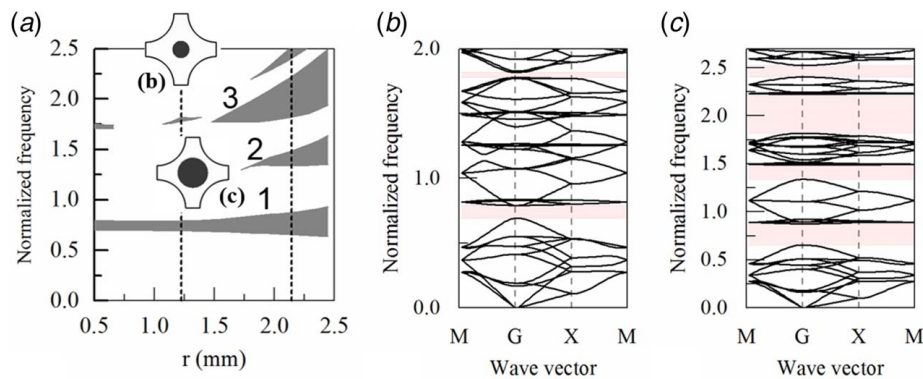 (a)
Normalized frequency
2.5
2.0
1.5
1.0
0.5
0.0
(b)
3
2
(c)
1
0.5 1.0 1.5 2.0 2.5
r (mm)
(b)
Normalized frequency
2.0
1.0
0.0
M G X M
Wave vector
(c)
Normalized frequency
2.5
2.0
1.5
1.0
0.5
0.0
M G X M
Wave vector